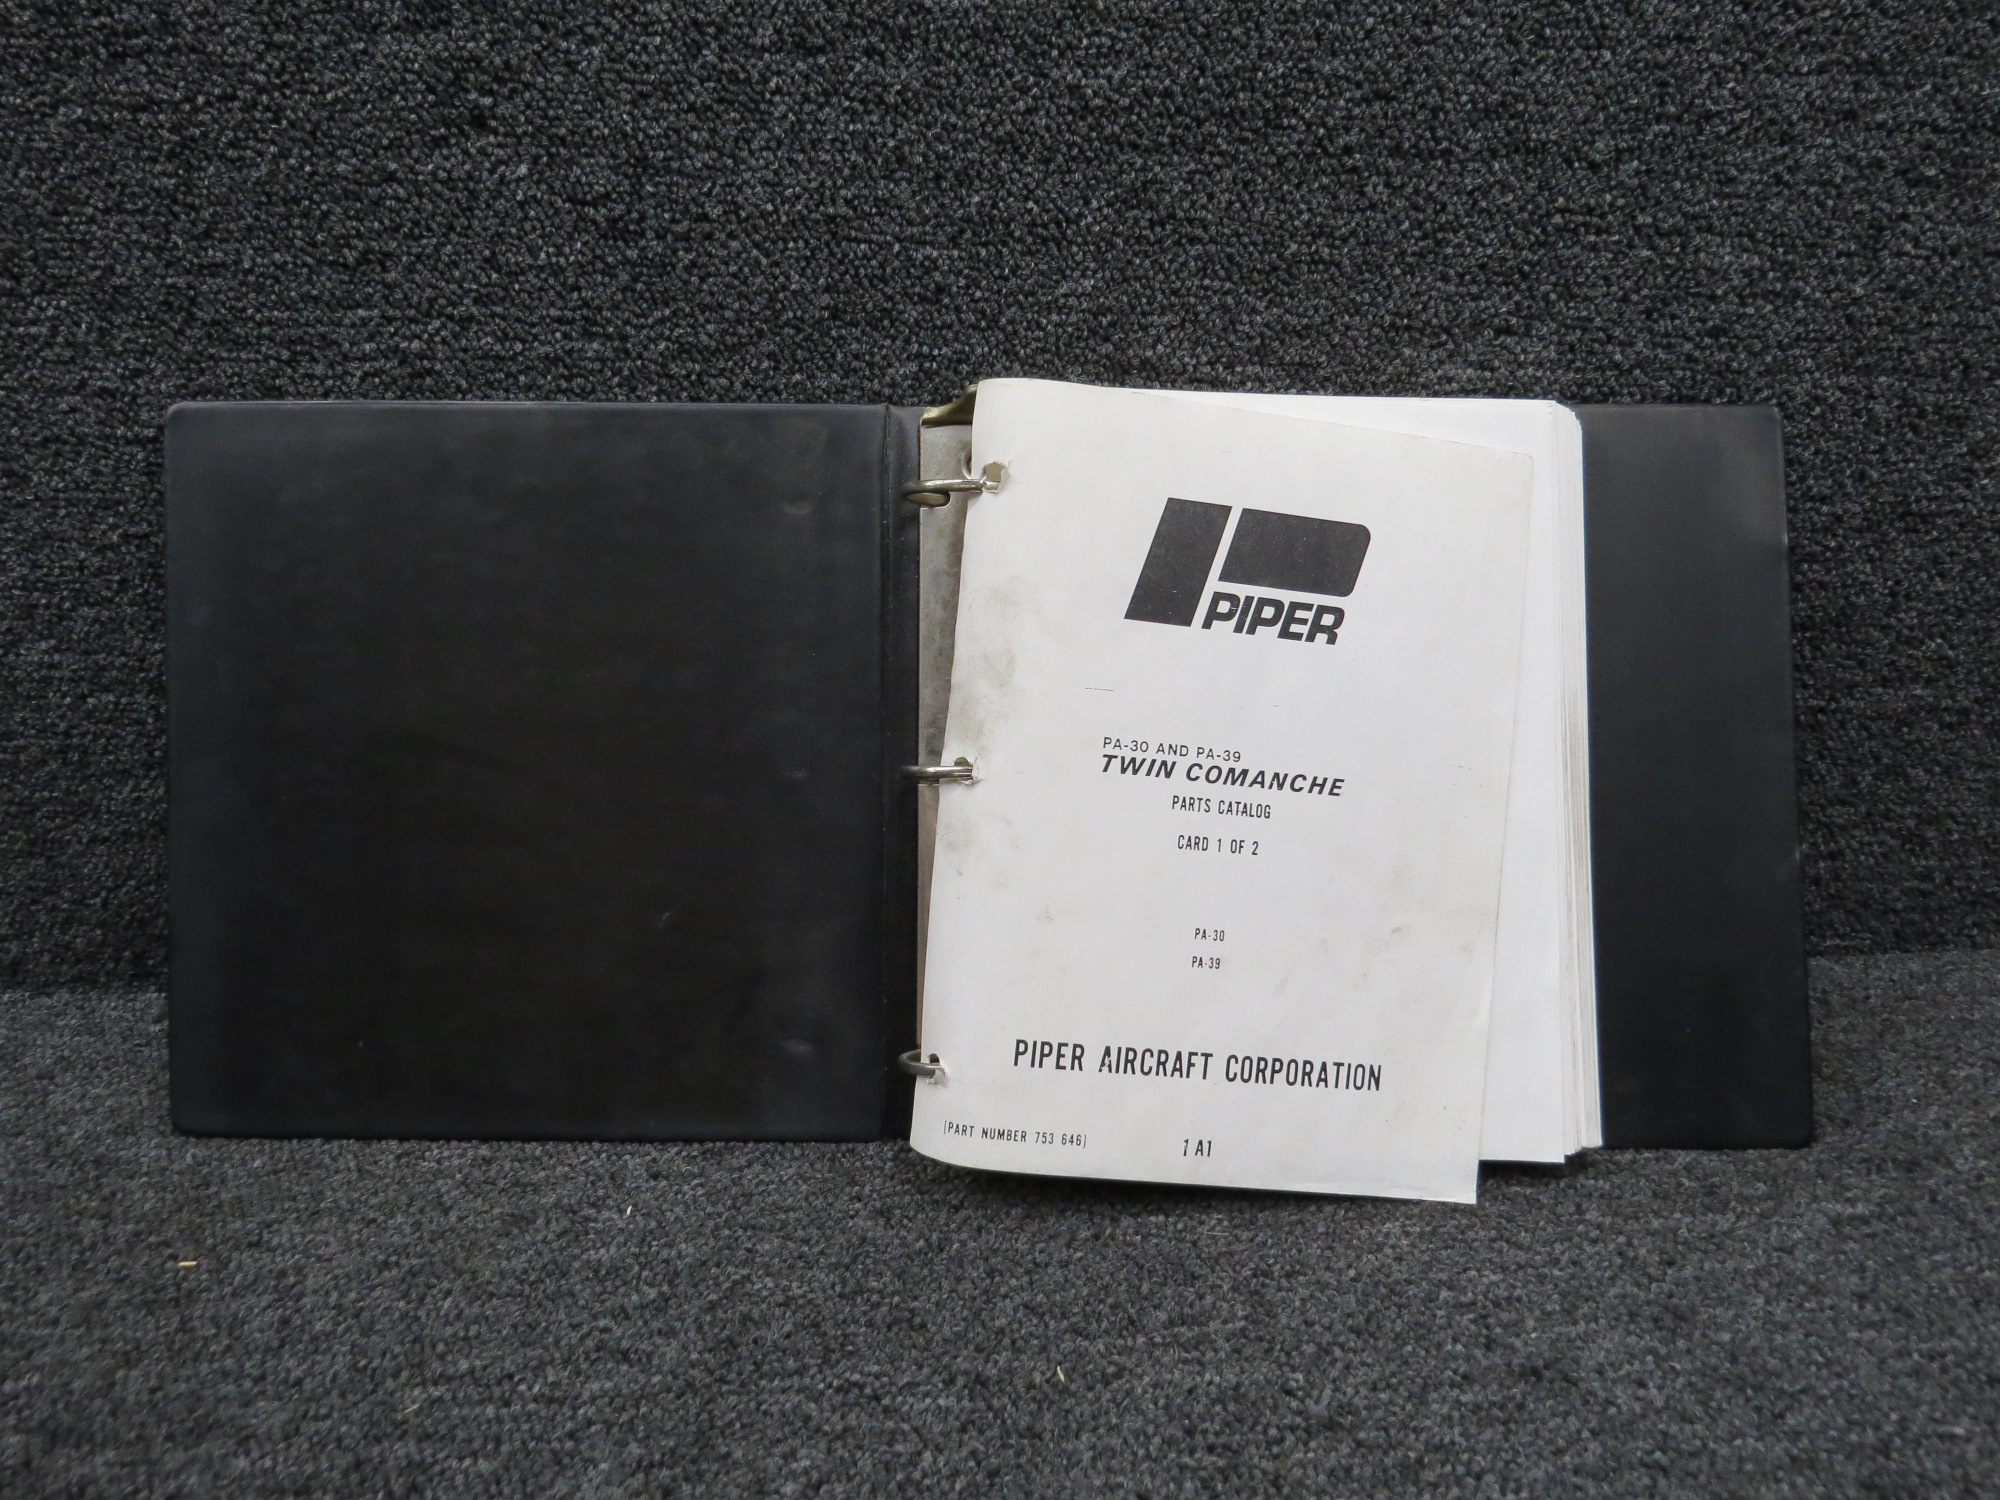 PIPER
PA-30 AND PA-39
TWIN COMANCHE
PARTS CATALOG
CARD 1 OF 2
PA-30
PA-39
PIPER AIRCRAFT CORPORATION
(PART NUMBER 753 646)
1 A1